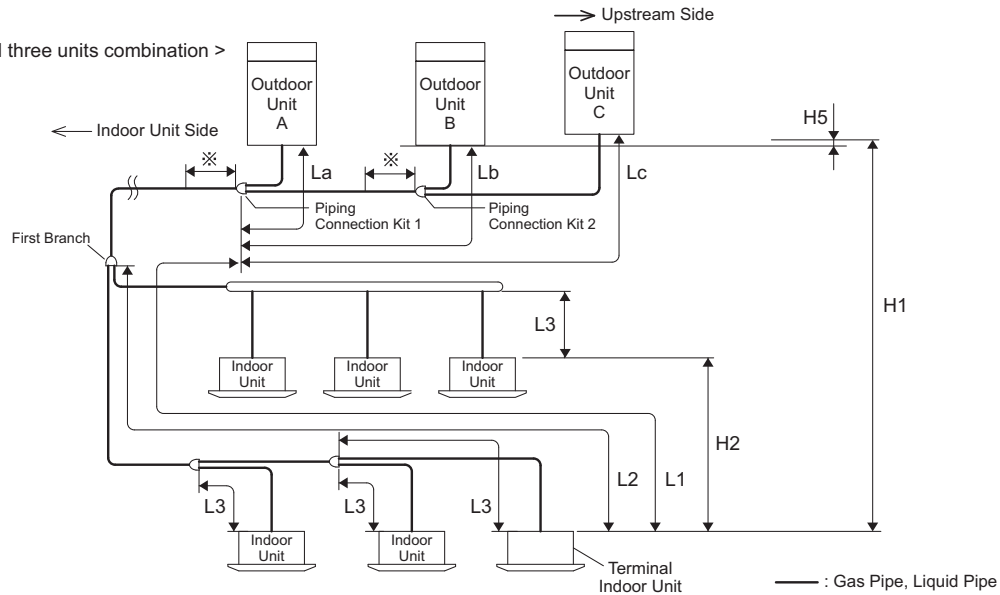 Upstream Side
three units combination >
Outdoor
Unit
A
Outdoor
Unit
B
Outdoor
Unit
C
H5
Indoor Unit Side
※
La
※
Lb
Lc
Piping
Connection Kit 1
Piping
Connection Kit 2
First Branch
H1
L3
Indoor
Unit
Indoor
Unit
Indoor
Unit
H2
L2
L1
L3
L3
L3
Indoor
Unit
Indoor
Unit
Terminal
Indoor Unit
: Gas Pipe, Liquid Pipe